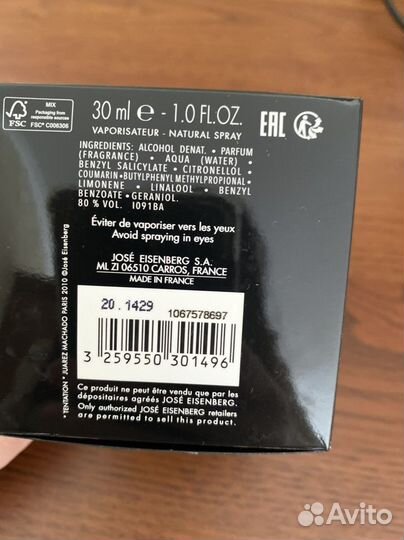 FSC
MIX
Packaging from
responsible sources
FSC® C006306
30 ml e - 1.0 FL.OZ.
VAPORISATEUR - NATURAL SPRAY
EAC
INGREDIENTS: ALCOHOL DENAT. • PARFUM
(FRAGRANCE) • AQUA (WATER) •
BENZYL SALICYLATE • CITRONELLOL •
COUMARIN•BUTYLPHENYL METHYLPROPIONAL•
LIMONENE • LINALOOL • BENZYL
BENZOATE • GERANIOL.
80 % VOL. I091BA
Éviter de vaporiser vers les yeux
Avoid spraying in eyes
JOSÉ EISENBERG S.A.
ML ZI 06510 CARROS, FRANCE
MADE IN FRANCE
20.1429
1067578697
3 259550 301496
Ce produit ne peut être vendu que par les
dépositaires agréés JOSÉ EISENBERG.
Only authorized JOSÉ EISENBERG retailers
are permitted to sell this product.
"TENTATION" JUAREZ MACHADO PARIS 2010 ©José Eisenberg
Avito